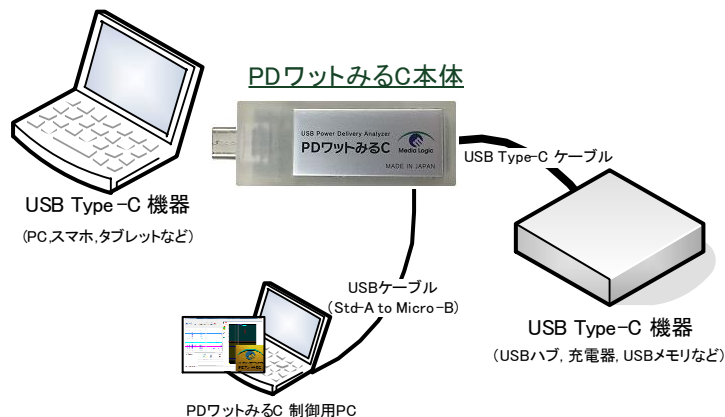 PDワットみるC本体
USB Power Delivery Analyzer
PDワットみるC
Media Logic
MADE IN JAPAN
USB Type-C ケーブル
USB Type-C 機器
(PC,スマホ,タブレットなど)
USBケーブル
(Std-A to Micro-B)
USB Type-C 機器
(USBハブ, 充電器, USBメモリなど)
PDワットみるC 制御用PC